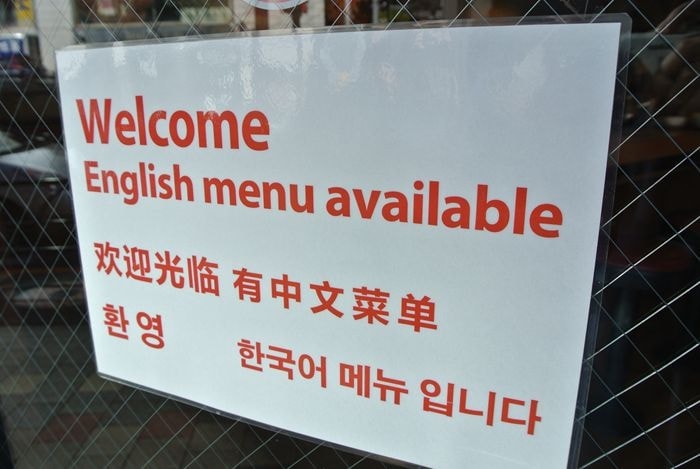 Welcome
English menu available
欢迎光临 有中文菜单
환영 한국어 메뉴 입니다